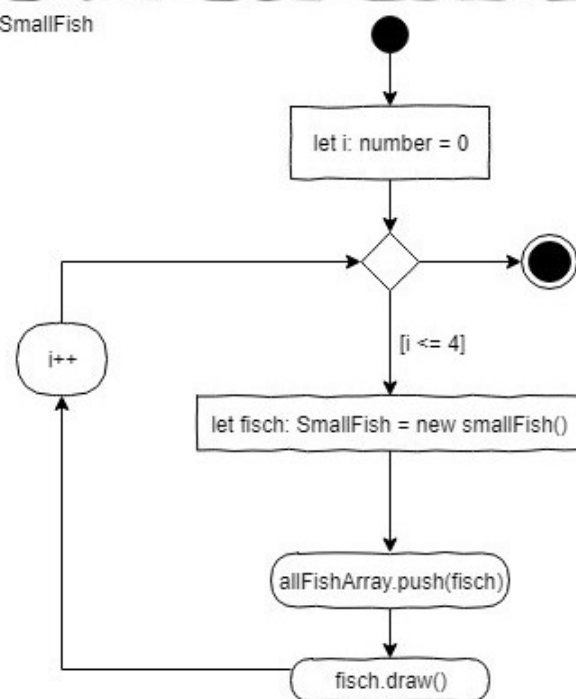 SmallFish
let i: number = 0
[i <= 4]
i++
let fisch: SmallFish = new smallFish()
allFishArray.push(fisch)
fisch.draw()